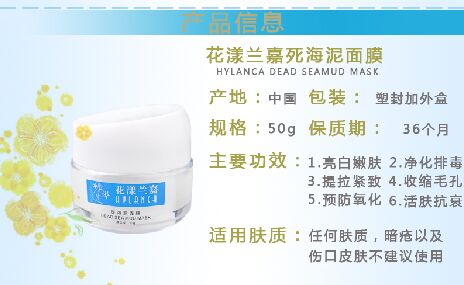 产品信息
花漾兰嘉死海泥面膜
HYLANCA DEAD SEAMUD MASK
产地：中国 包装：塑封加外盒
规格：50g 保质期：36个月
主要功效：1.亮白嫩肤 2.净化排毒
3.提拉紧致 4.收缩毛孔
5.预防氧化 6.活肤抗衰
适用肤质：任何肤质，暗疮以及
伤口皮肤不建议使用
花漾兰嘉
HYLANCA
DEAD SEAMUD MASK